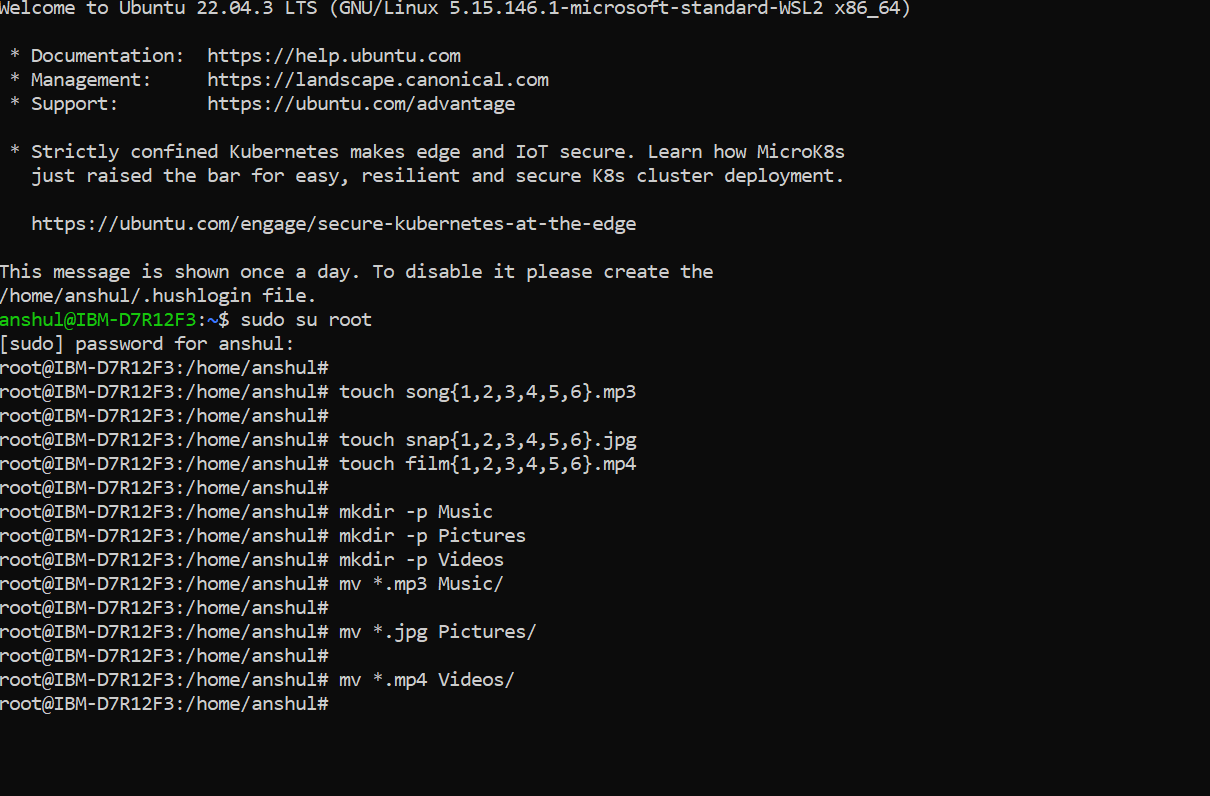 Welcome to Ubuntu 22.04.3 LTS (GNU/Linux 5.15.146.1-microsoft-standard-WSL2 x86_64)
* Documentation:  https://help.ubuntu.com
* Management:     https://landscape.canonical.com
* Support:        https://ubuntu.com/advantage
* Strictly confined Kubernetes makes edge and IoT secure. Learn how MicroK8s
just raised the bar for easy, resilient and secure K8s cluster deployment.
https://ubuntu.com/engage/secure-kubernetes-at-the-edge
This message is shown once a day. To disable it please create the
/home/anshul/.hushlogin file.
anshul@IBM-D7R12F3:~$ sudo su root
[sudo] password for anshul:
root@IBM-D7R12F3:/home/anshul#
root@IBM-D7R12F3:/home/anshul# touch song{1,2,3,4,5,6}.mp3
root@IBM-D7R12F3:/home/anshul#
root@IBM-D7R12F3:/home/anshul# touch snap{1,2,3,4,5,6}.jpg
root@IBM-D7R12F3:/home/anshul# touch film{1,2,3,4,5,6}.mp4
root@IBM-D7R12F3:/home/anshul#
root@IBM-D7R12F3:/home/anshul# mkdir -p Music
root@IBM-D7R12F3:/home/anshul# mkdir -p Pictures
root@IBM-D7R12F3:/home/anshul# mkdir -p Videos
root@IBM-D7R12F3:/home/anshul# mv *.mp3 Music/
root@IBM-D7R12F3:/home/anshul#
root@IBM-D7R12F3:/home/anshul# mv *.jpg Pictures/
root@IBM-D7R12F3:/home/anshul#
root@IBM-D7R12F3:/home/anshul# mv *.mp4 Videos/
root@IBM-D7R12F3:/home/anshul#